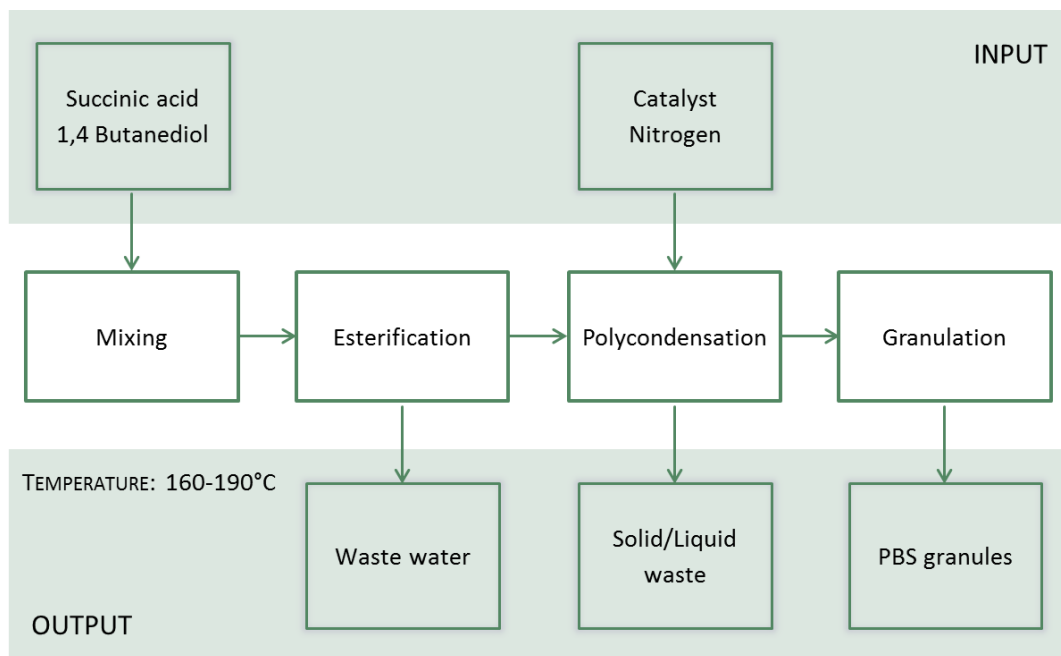 INPUT
Succinic acid
1,4 Butanediol
Catalyst
Nitrogen
Mixing
Esterification
Polycondensation
Granulation
TEMPERATURE: 160-190°C
Waste water
Solid/Liquid
waste
PBS granules
OUTPUT